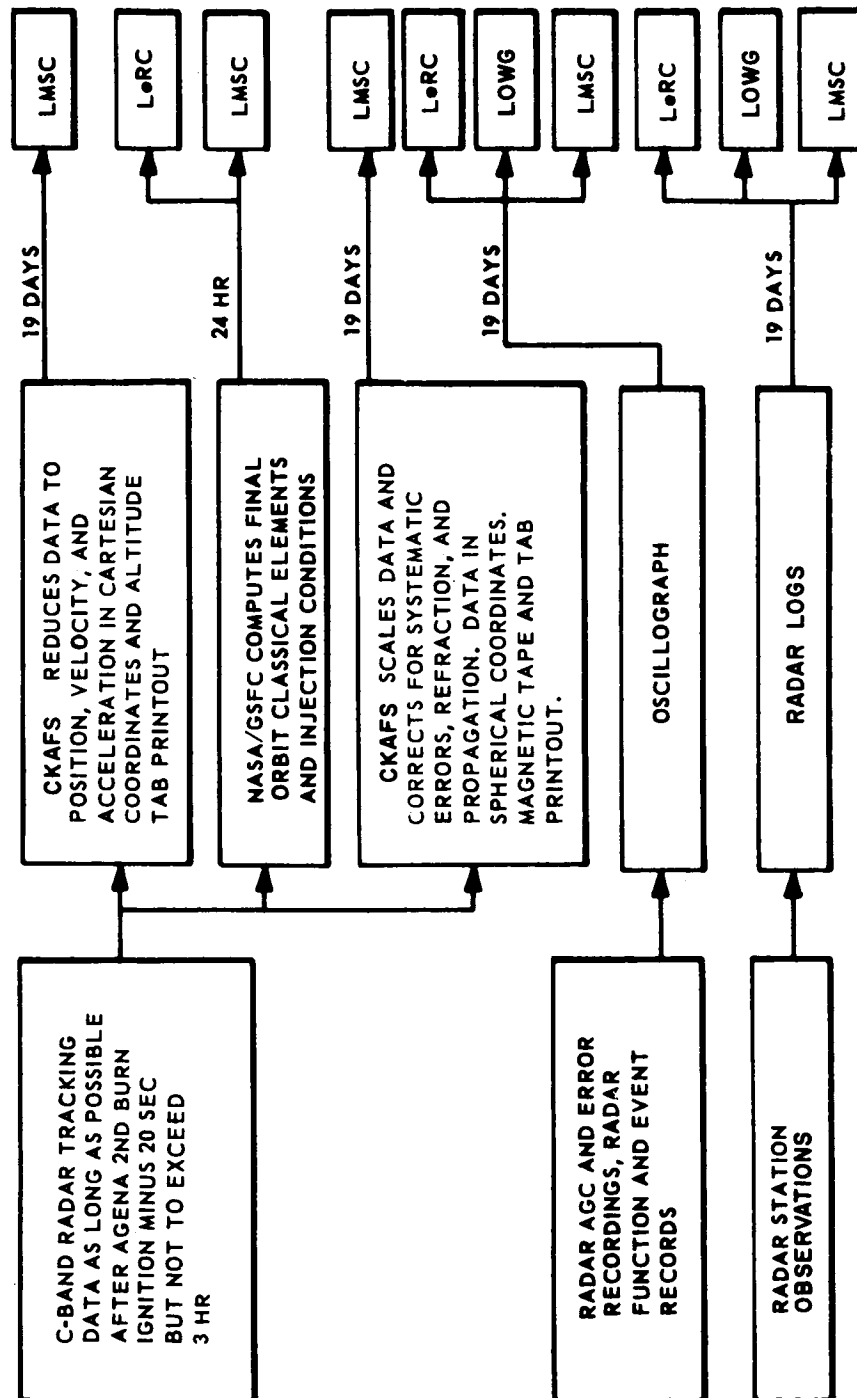 C-BAND RADAR TRACKING
DATA AS LONG AS POSSIBLE
AFTER AGENA 2ND BURN
IGNITION MINUS 20 SEC
BUT NOT TO EXCEED
3 HR
CKAFS REDUCES DATA TO
POSITION, VELOCITY, AND
ACCELERATION IN CARTESIAN
COORDINATES AND ALTITUDE
TAB PRINTOUT
19 DAYS
LMSC
NASA/GSFC COMPUTES FINAL
ORBIT CLASSICAL ELEMENTS
AND INJECTION CONDITIONS
24 HR
LeRC
LMSC
CKAFS SCALES DATA AND
CORRECTS FOR SYSTEMATIC
ERRORS, REFRACTION, AND
PROPAGATION. DATA IN
SPHERICAL COORDINATES.
MAGNETIC TAPE AND TAB
PRINTOUT.
19 DAYS
LMSC
RADAR AGC AND ERROR
RECORDINGS, RADAR
FUNCTION AND EVENT
RECORDS
OSCILLOGRAPH
19 DAYS
LeRC
LOWG
LMSC
RADAR STATION
OBSERVATIONS
RADAR LOGS
19 DAYS
LeRC
LOWG
LMSC